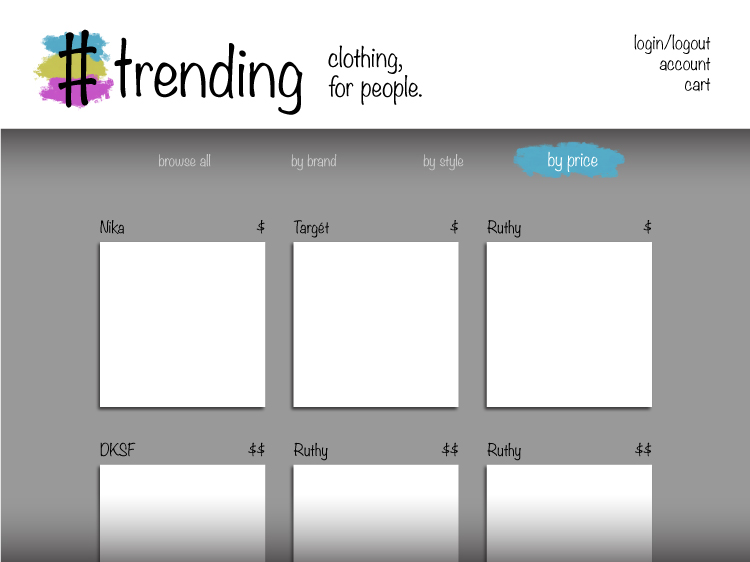 #trending
clothing,
for people.
login/logout
account
cart
browse all
by brand
by style
by price
Nika $
Targét $
Ruthy $
DKSF $$
Ruthy $$
Ruthy $$